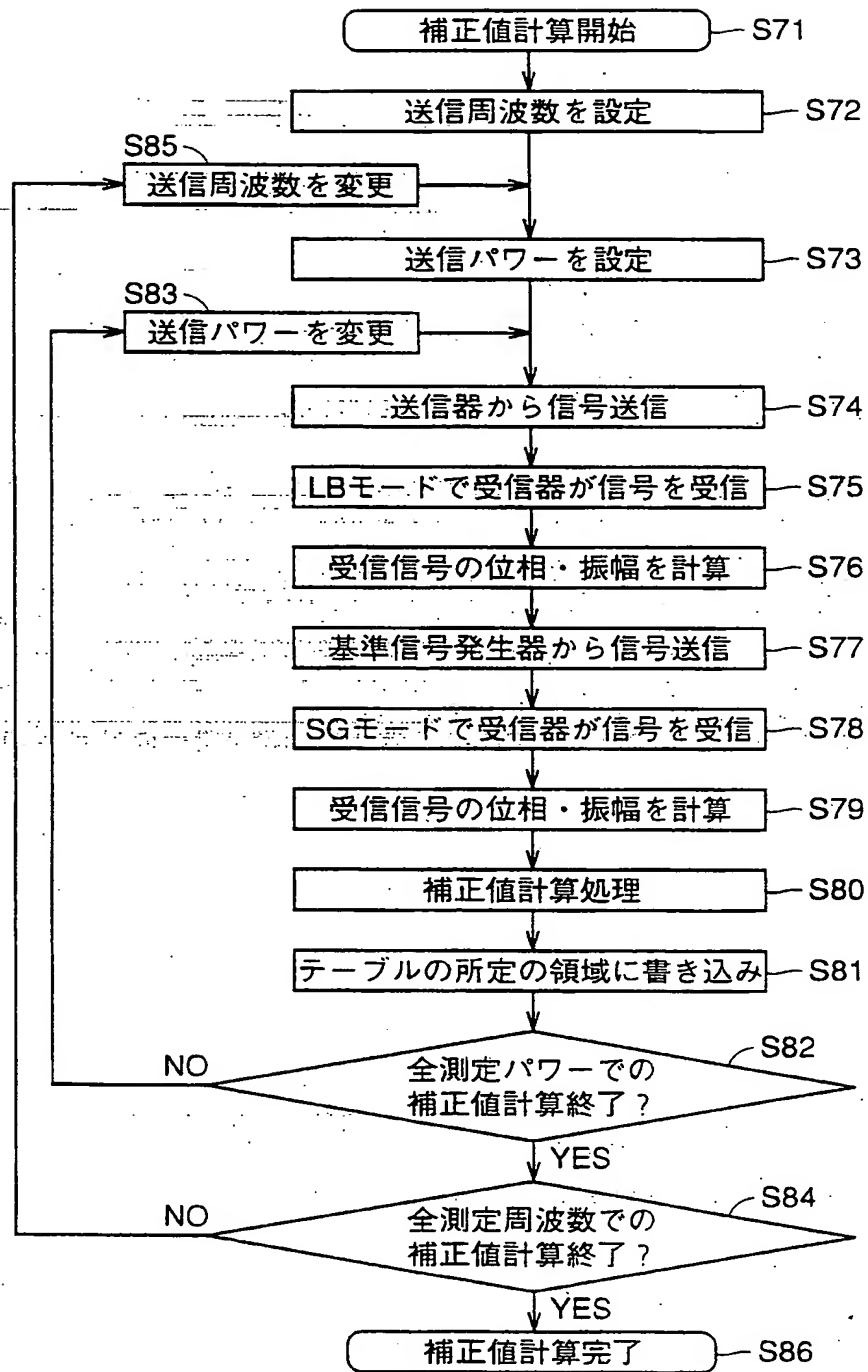 補正値計算開始 S71
送信周波数を設定 S72
S85
送信周波数を変更
送信パワーを設定 S73
S83
送信パワーを変更
送信器から信号送信 S74
LBモードで受信器が信号を受信 S75
受信信号の位相・振幅を計算 S76
基準信号発生器から信号送信 S77
SGモードで受信器が信号を受信 S78
受信信号の位相・振幅を計算 S79
補正値計算処理 S80
テーブルの所定の領域に書き込み S81
S82
NO
全測定パワーでの
補正値計算終了?
YES
S84
NO
全測定周波数での
補正値計算終了?
YES
補正値計算完了 S86